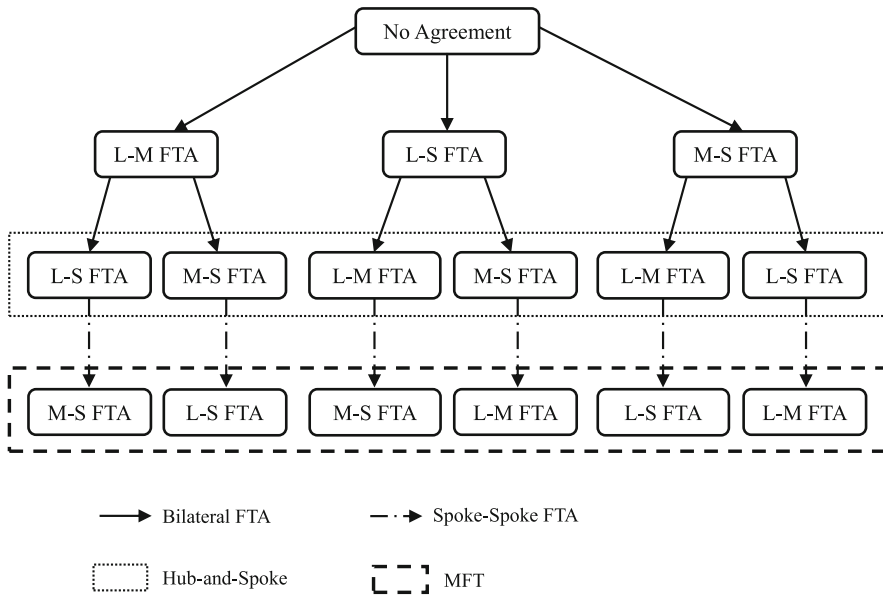 No Agreement
L-M FTA
L-S FTA
M-S FTA
L-S FTA
M-S FTA
L-M FTA
M-S FTA
L-M FTA
L-S FTA
M-S FTA
L-S FTA
M-S FTA
L-M FTA
L-S FTA
L-M FTA
Bilateral FTA
Spoke-Spoke FTA
Hub-and-Spoke
MFT